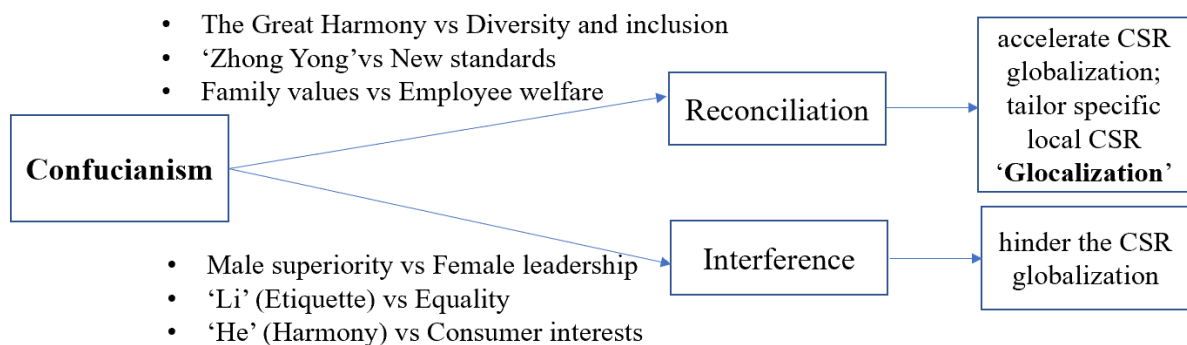 • The Great Harmony vs Diversity and inclusion
• ‘Zhong Yong’vs New standards
• Family values vs Employee welfare
Confucianism
Reconciliation
accelerate CSR
globalization;
tailor specific
local CSR
‘Glocalization’
• Male superiority vs Female leadership
• ‘Li’ (Etiquette) vs Equality
• ‘He’ (Harmony) vs Consumer interests
Interference
hinder the CSR
globalization